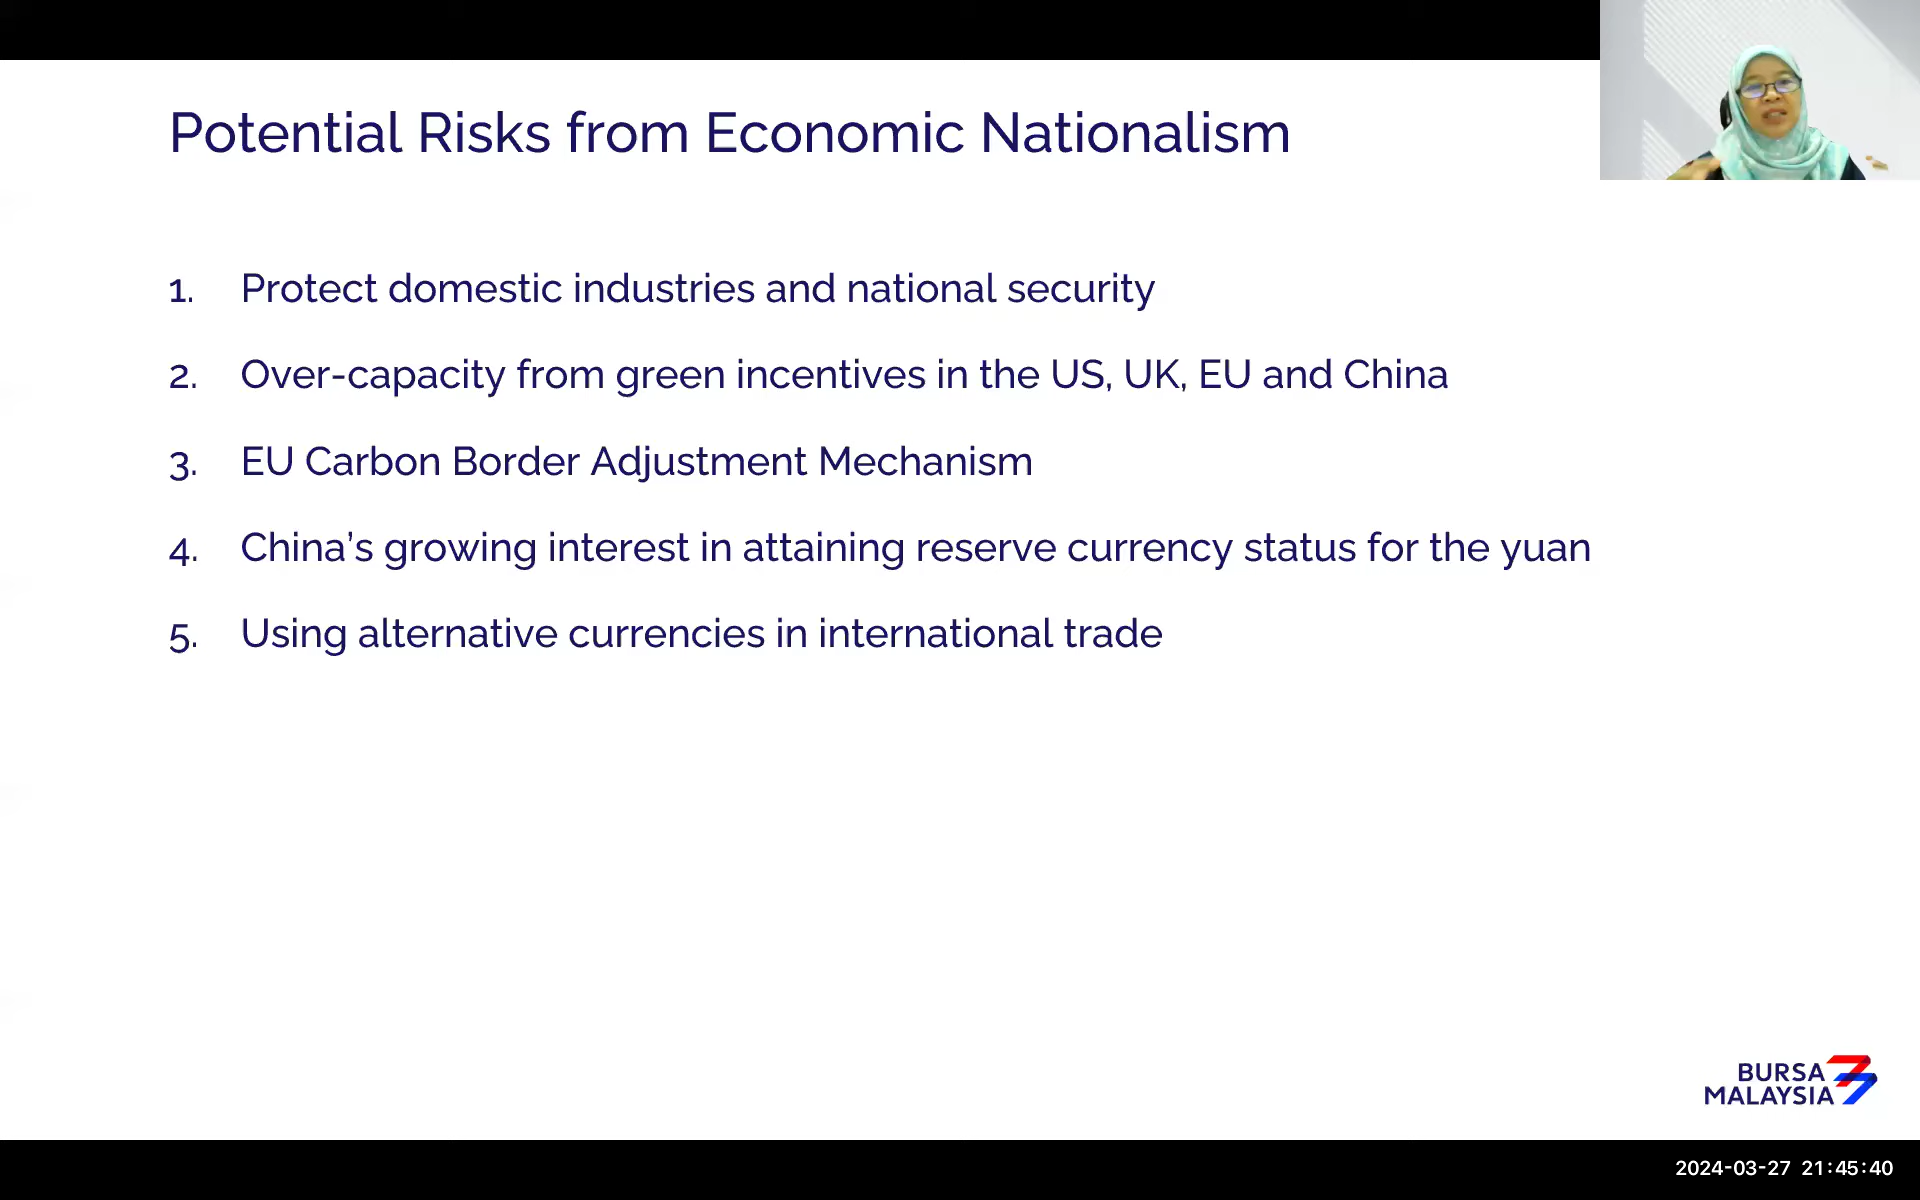 Potential Risks from Economic Nationalism
1. Protect domestic industries and national security
2. Over-capacity from green incentives in the US, UK, EU and China
3. EU Carbon Border Adjustment Mechanism
4. China’s growing interest in attaining reserve currency status for the yuan
5. Using alternative currencies in international trade
BURSA
MALAYSIA
2024-03-27 21:45:40